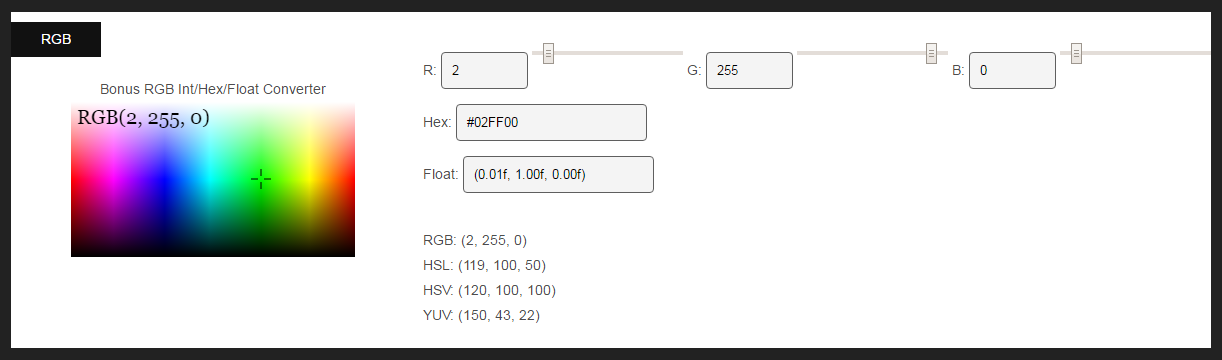 RGB
Bonus RGB Int/Hex/Float Converter
RGB(2, 255, 0)
R: 2 G: 255 B: 0
Hex: #02FF00
Float: (0.01f, 1.00f, 0.00f)
RGB: (2, 255, 0)
HSL: (119, 100, 50)
HSV: (120, 100, 100)
YUV: (150, 43, 22)